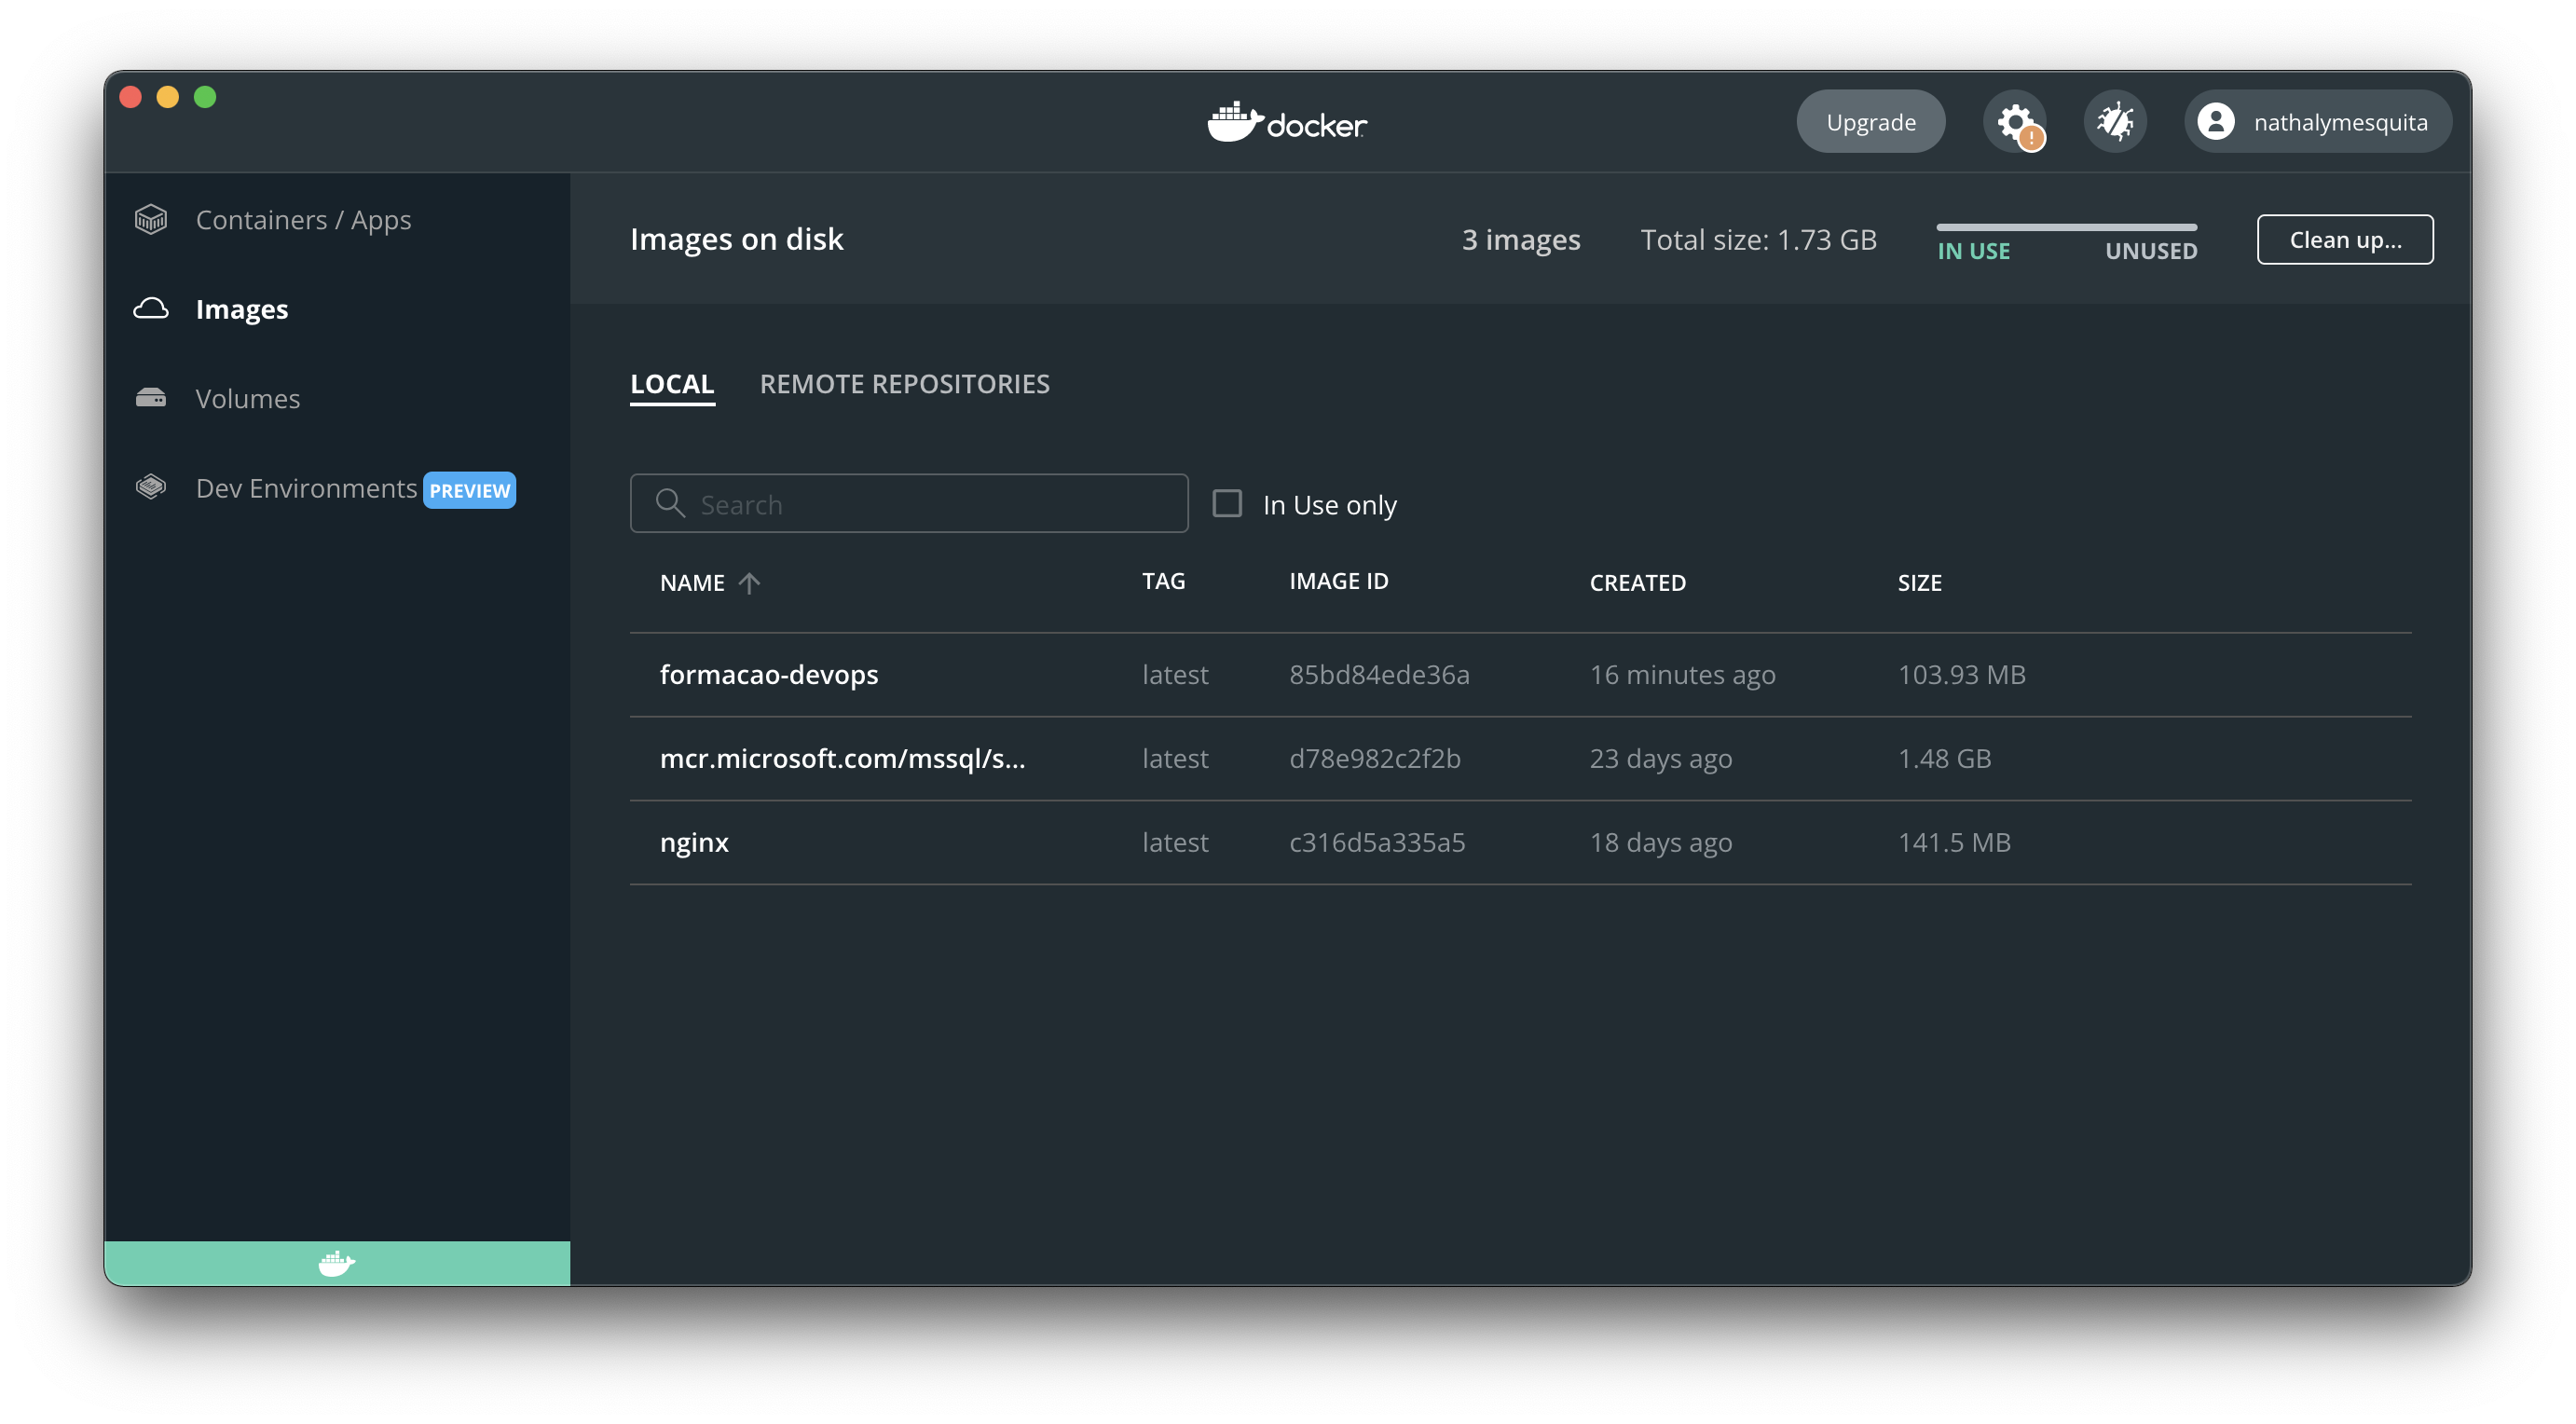 docker
Upgrade
nathalymesquita
Containers / Apps
Images
Volumes
Dev Environments PREVIEW
Images on disk
3 images
Total size: 1.73 GB
IN USE UNUSED
Clean up...
LOCAL REMOTE REPOSITORIES
Search
In Use only
NAME TAG IMAGE ID CREATED SIZE
formacao-devops latest 85bd84ede36a 16 minutes ago 103.93 MB
mcr.microsoft.com/mssql/s... latest d78e982c2f2b 23 days ago 1.48 GB
nginx latest c316d5a335a5 18 days ago 141.5 MB